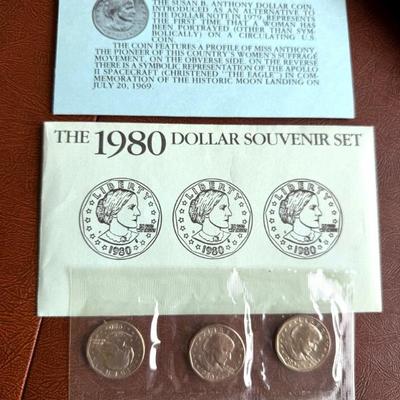 THE SUSAN B. ANTHONY DOLLAR COIN,
INTRODUCED AS AN ALTERNATIVE TO
THE DOLLAR NOTE IN 1979, REPRESENTS
THE FIRST TIME THAT A WOMAN HAS
BEEN PORTRAYED (OTHER THAN SYM-
BOLICALLY) ON A CIRCULATING U.S.
COIN.
THE COIN FEATURES A PROFILE OF MISS ANTHONY,
THE PIONEER OF THIS COUNTRY'S WOMEN'S SUFFRAGE
MOVEMENT, ON THE OBVERSE SIDE, ON THE REVERSE
THERE IS A SYMBOLIC REPRESENTATION OF THE APOLLO
11 SPACECRAFT (CHRISTENED "THE EAGLE") IN COM-
MEMORATION OF THE HISTORIC MOON LANDING ON
JULY 20, 1969.
THE 1980 DOLLAR SOUVENIR SET
LIBERTY LIBERTY LIBERTY
1980 1980 1980